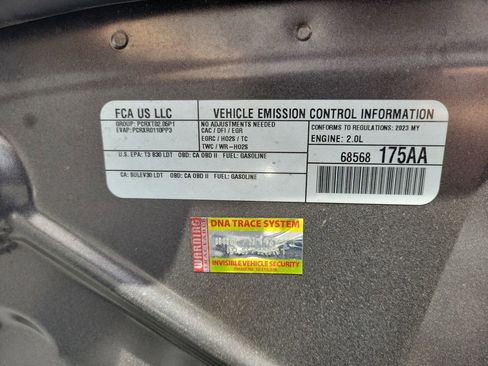 FCA US LLC
GROUP: PCRXT02.05P1
EVAP: PCRXR0110PP3
U.S. EPA: T3 B30 LDT OBD: CA OBD II FUEL: GASOLINE
CA: SULEV30 LDT OBD: CA OBD II FUEL: GASOLINE
VEHICLE EMISSION CONTROL INFORMATION
NO ADJUSTMENTS NEEDED
CAC / DFI / EGR
EGRC / HO2S / TC
TWC / WR-HO2S
CONFORMS TO REGULATIONS: 2023 MY
ENGINE: 2.0L
68568 175AA
WARNING
DNA TRACE SYSTEM
INVISIBLE VEHICLE SECURITY